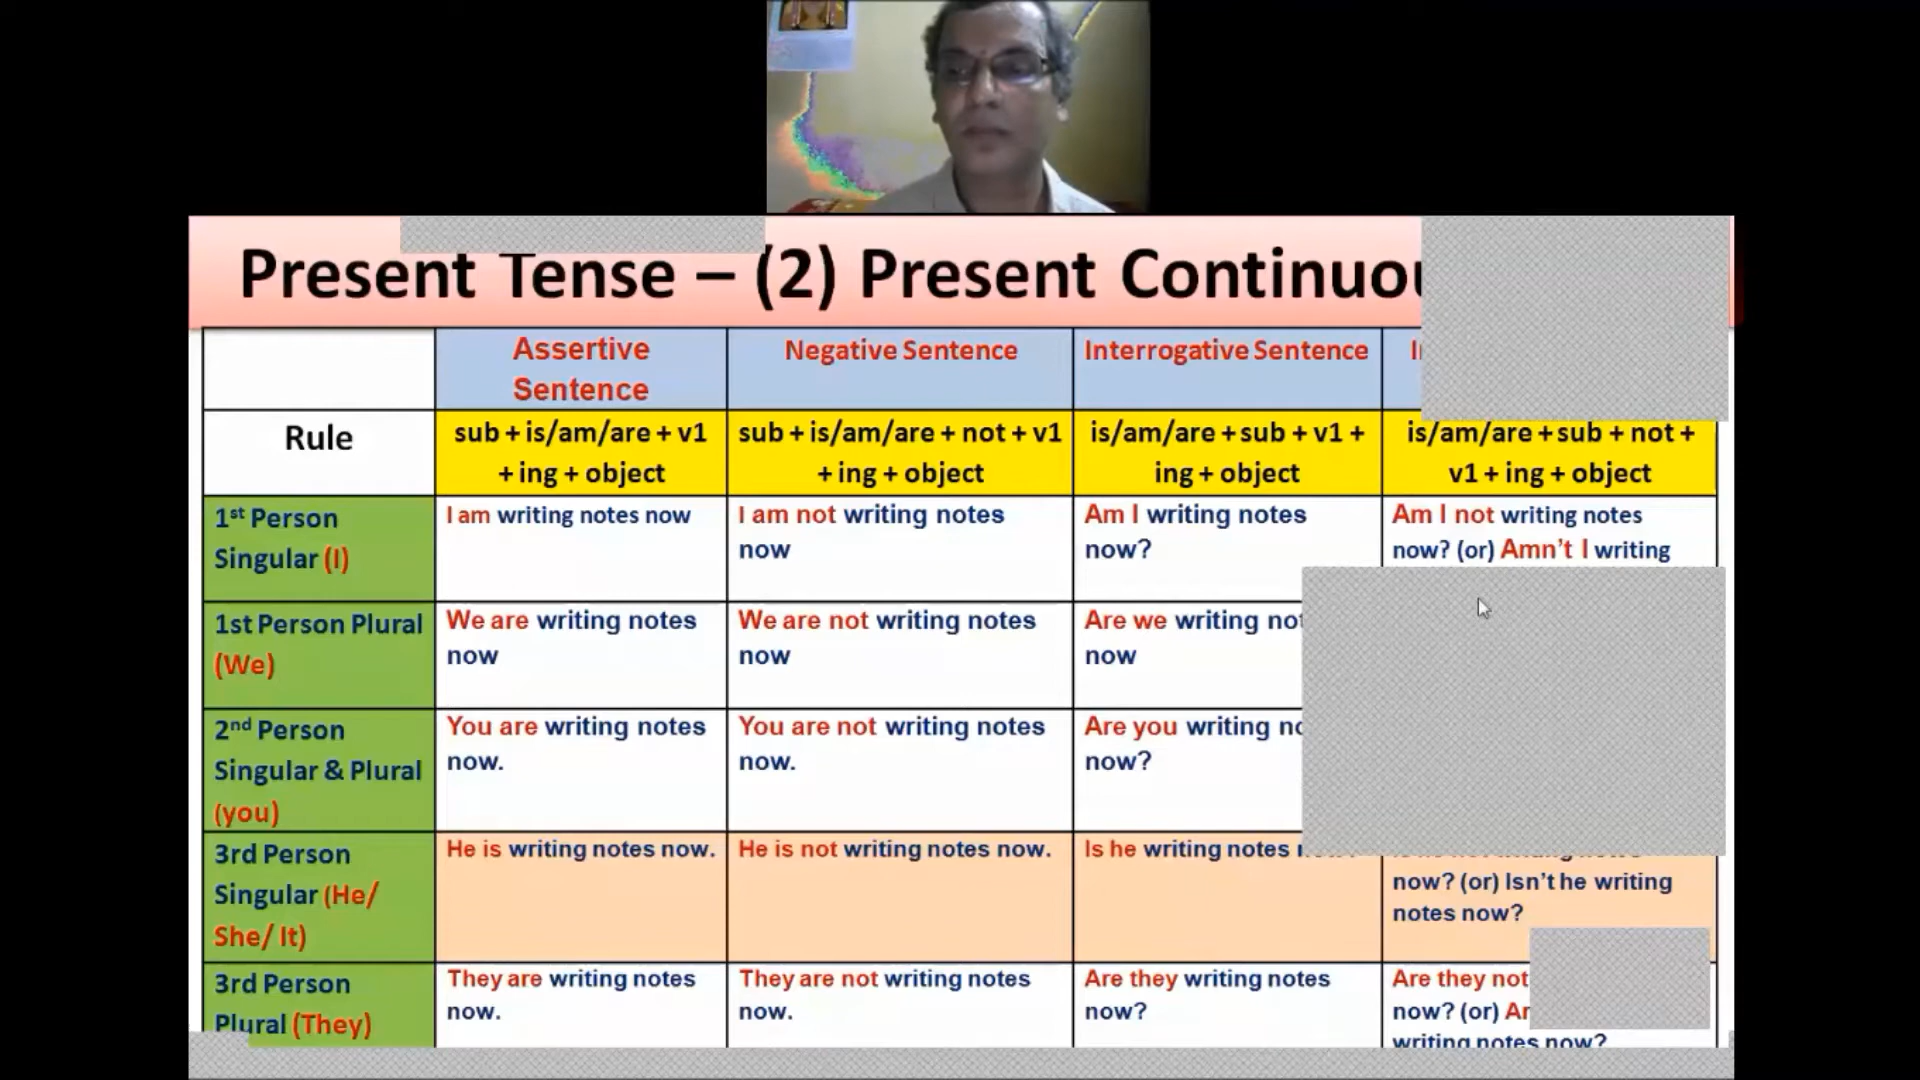 Present Tense – (2) Present
Assertive
Sentence
Negative Sentence
Interrogative Sentence
Rule
sub + is/am/are + v1
+ ing + object
sub + is/am/are + not + v1
+ ing + object
is/am/are + sub + v1 +
ing + object
is/am/are + sub + not +
v1 + ing + object
1st Person
Singular (I)
I am writing notes now
I am not writing notes
now
Am I writing notes
now?
Am I not writing notes
now? (or) Amn't I writing
1st Person Plural
(We)
We are writing notes
now
We are not writing notes
now
Are we writing
now
2nd Person
Singular & Plural
(you)
You are writing notes
now.
You are not writing notes
now.
Are you writing
now?
3rd Person
Singular (He/
She/ It)
He is writing notes now.
He is not writing notes now.
Is he writing notes
now? (or) Isn't he writing
notes now?
3rd Person
Plural (They)
They are writing notes
now.
They are not writing notes
now.
Are they writing notes
now?
Are they not
now? (or)
writing notes now?